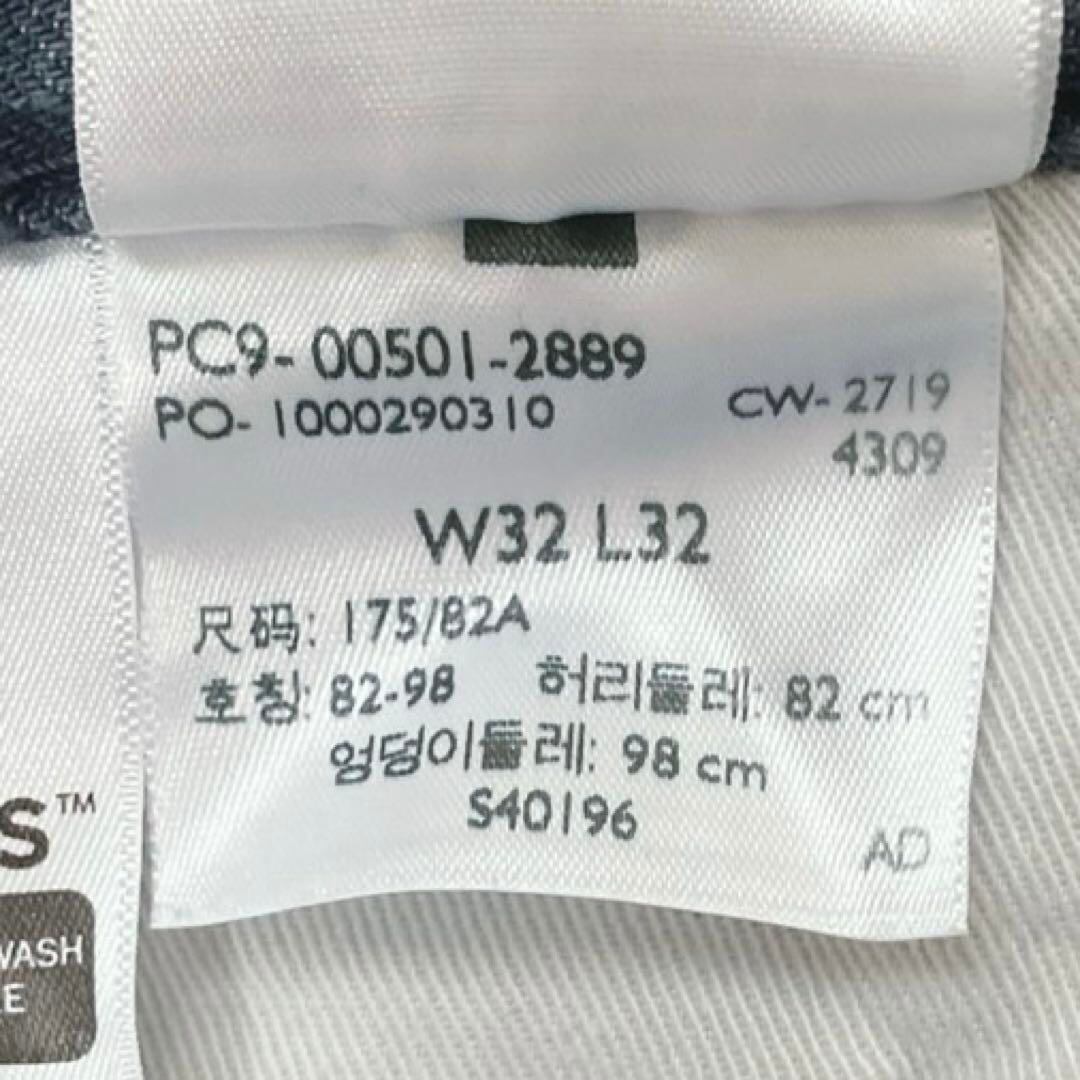 PC9-00501-2889
PO-1000290310
CW-2719
4309
W32 L32
尺码: 175/82A
호칭: 82-98 허리둘레: 82 cm
엉덩이둘레: 98 cm
S40196
AD
S™
WASH
E